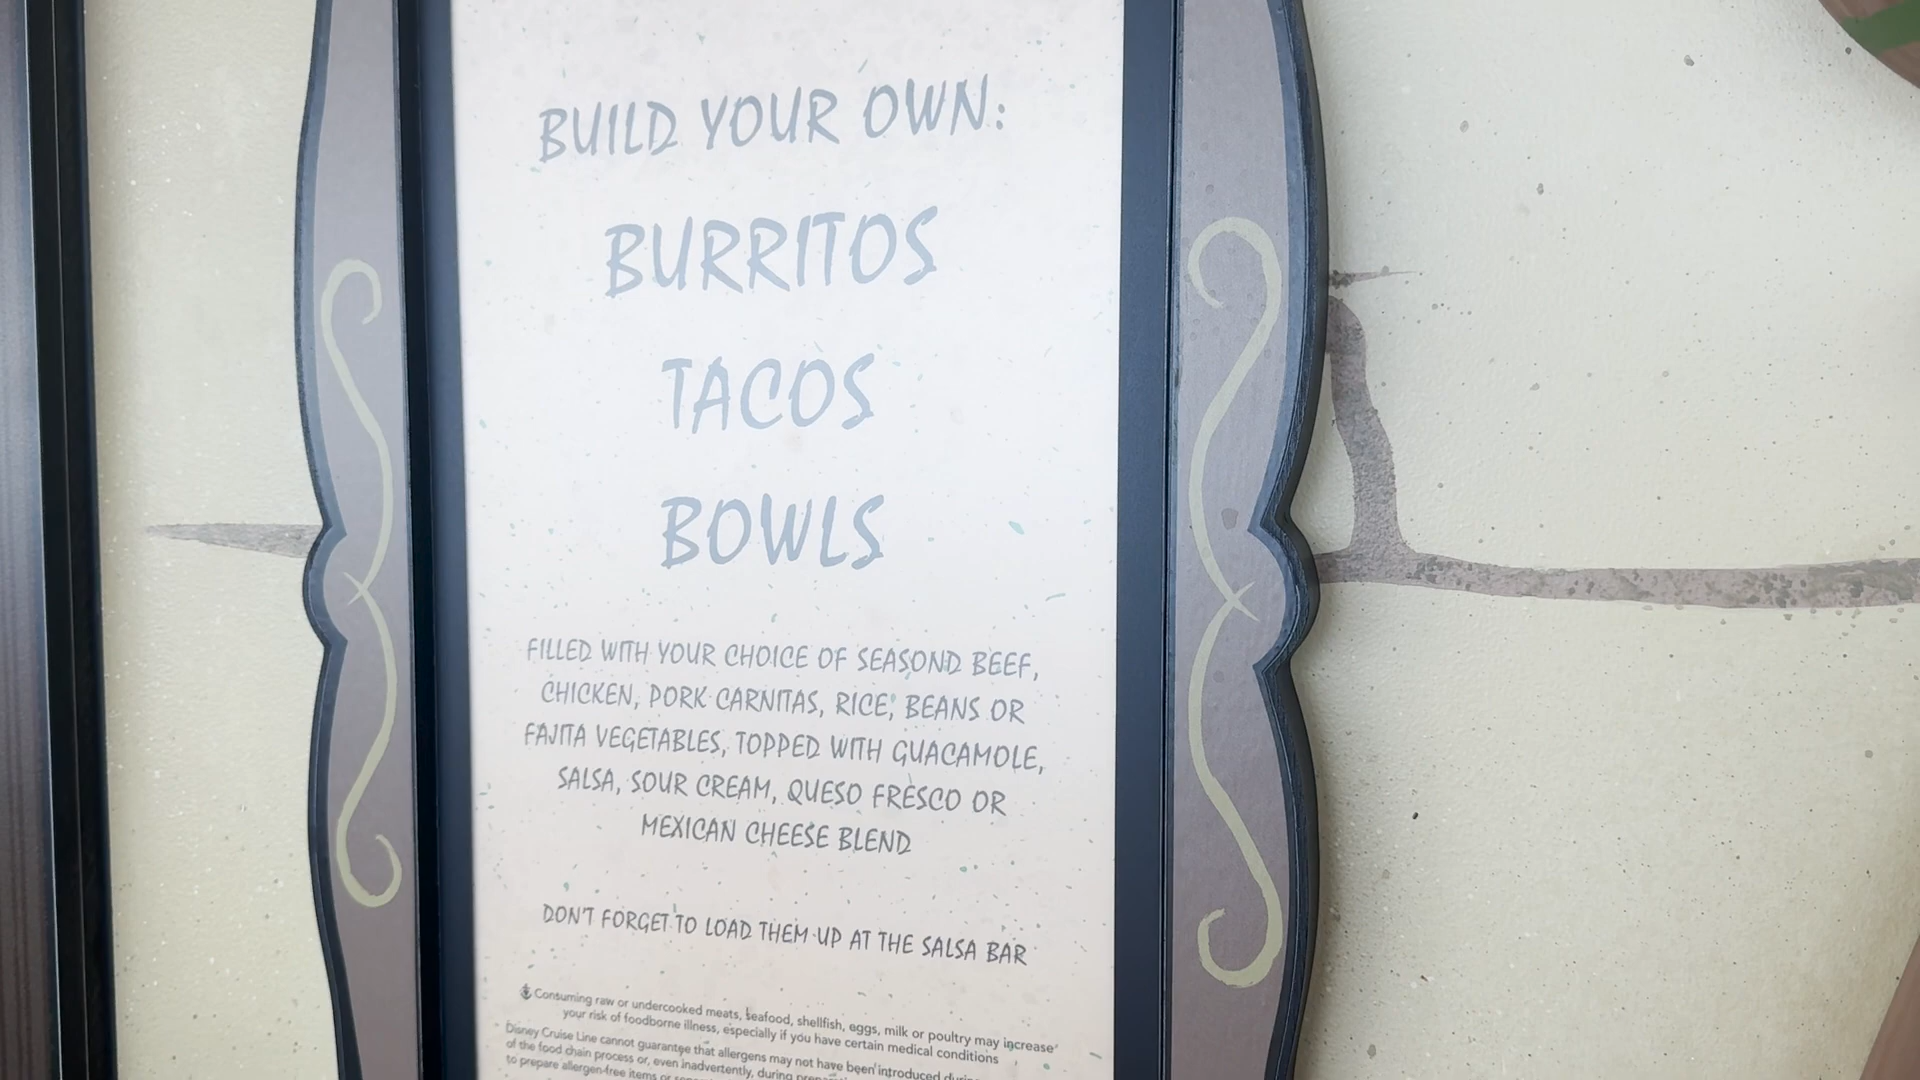 BUILD YOUR OWN:
BURRITOS
TACOS
BOWLS
FILLED WITH YOUR CHOICE OF SEASOND BEEF,
CHICKEN, PORK CARNITAS, RICE, BEANS OR
FAJITA VEGETABLES, TOPPED WITH GUACAMOLE,
SALSA, SOUR CREAM, QUESO FRESCO OR
MEXICAN CHEESE BLEND
DON'T FORGET TO LOAD THEM UP AT THE SALSA BAR
Consuming raw or undercooked meats, seafood, shellfish, eggs, milk or poultry may increase
your risk of foodborne illness, especially if you have certain medical conditions
Disney Cruise Line cannot guarantee that allergens may not have been introduced
of the food chain process or, even inadvertently, during
to prepare allergen-free items or